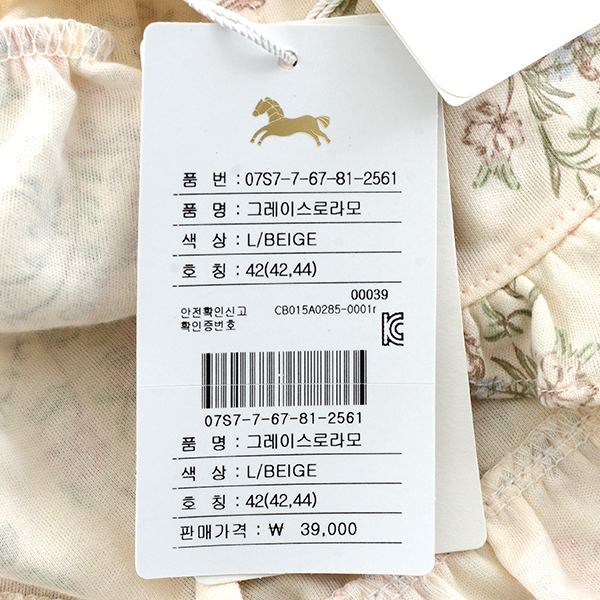 품 번 : 07S7-7-67-81-2561
품 명 : 그레이스로라모
색 상 : L/BEIGE
호 칭 : 42(42,44)
00039
안전확인신고 CB015A0285-0001r
확인증번호
07S7-7-67-81-2561
품 명 : 그레이스로라모
색 상 : L/BEIGE
호 칭 : 42(42,44)
판매가격 : ₩ 39,000